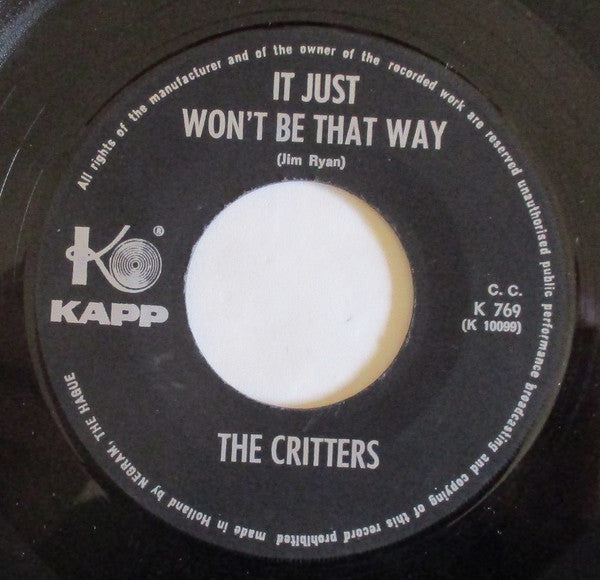 All rights of the manufacturer and of the owner of the recorded work are reserved unauthorised public performance broadcasting and copying of this record prohibited made in Holland by NEGRAM, THE HAGUE
IT JUST
WON'T BE THAT WAY
(Jim Ryan)
K ®
KAPP
C. C.
K 769
(K 10099)
THE CRITTERS